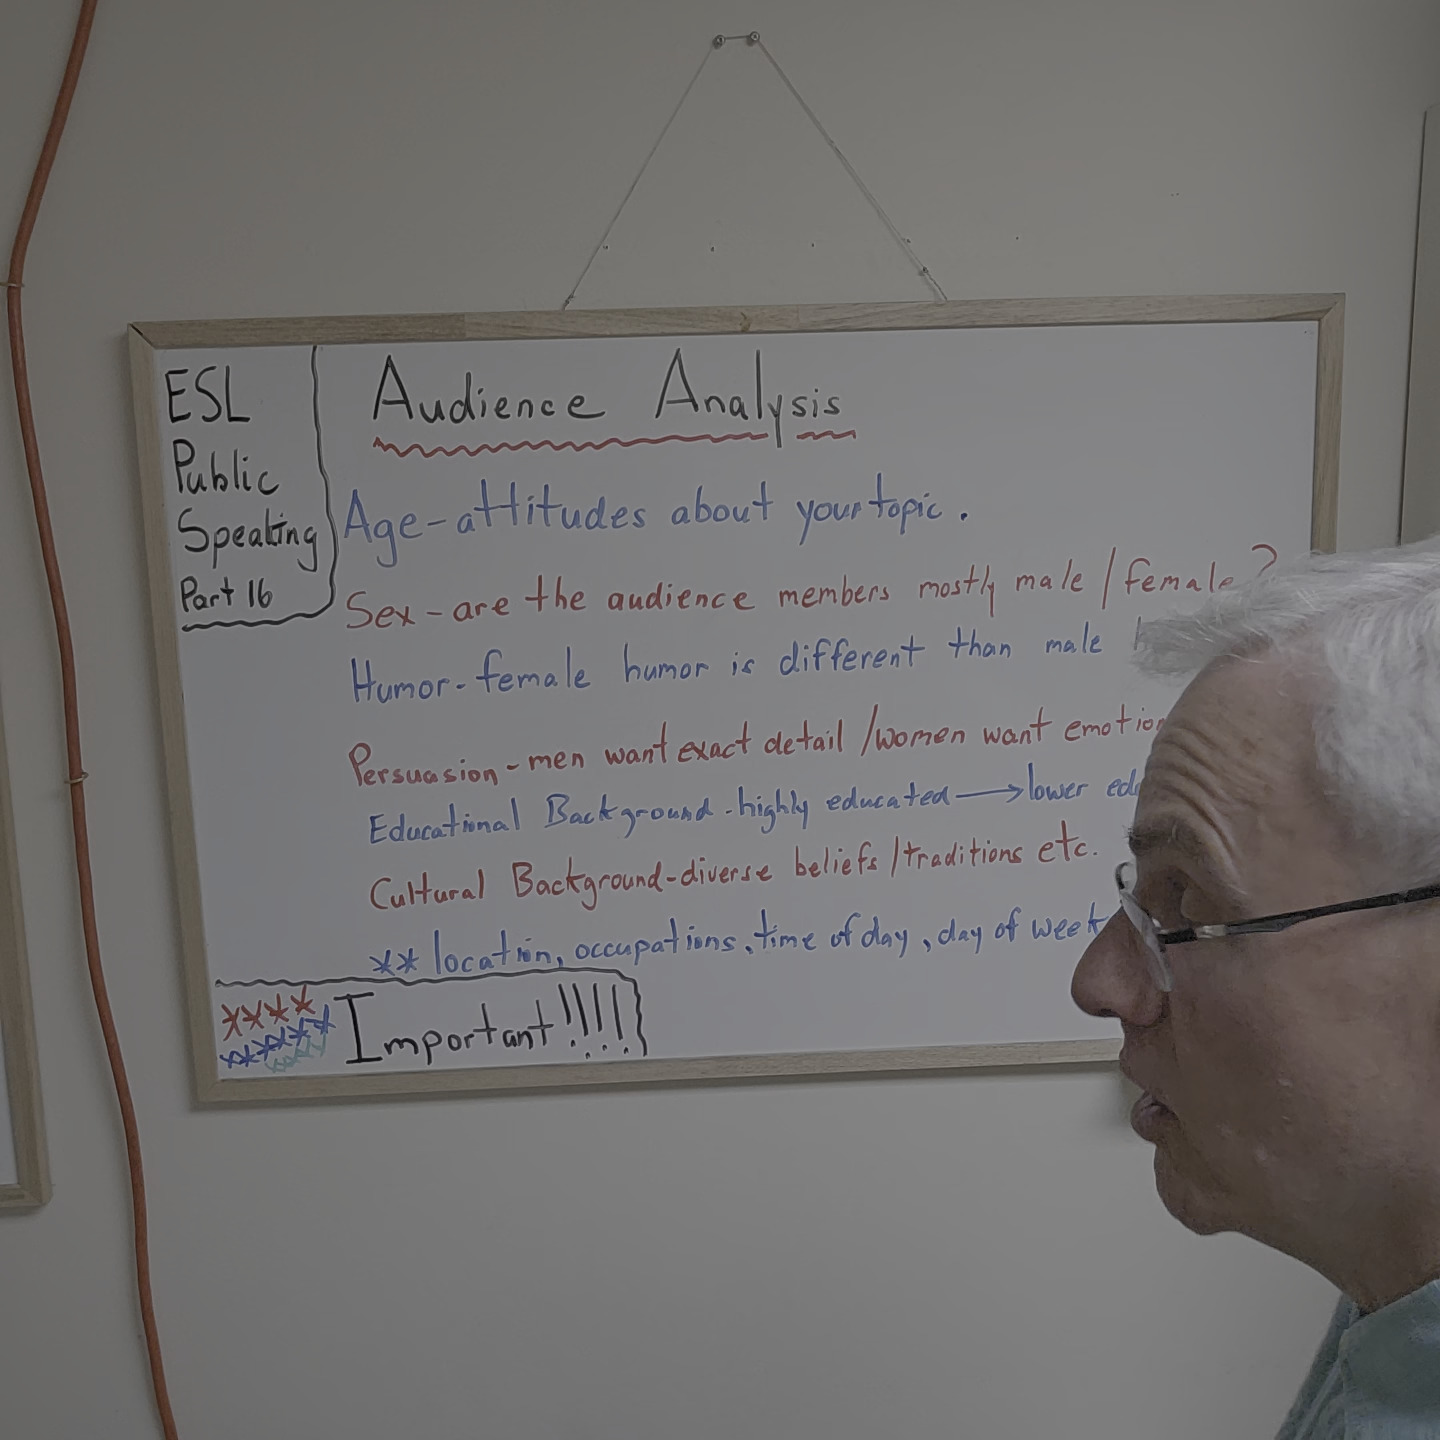 ESL
Public
Speaking
Part 16
Audience Analysis
Age-attitudes about your topic.
Sex-are the audience members mostly male/female?
Humor-female humor is different than male
Persuasion-men want exact detail/women want
Educational Background-highly educated→lower
Cultural Background-diverse beliefs/traditions etc.
** location, occupations, time of day, day of week
**** ***** Important!!!!